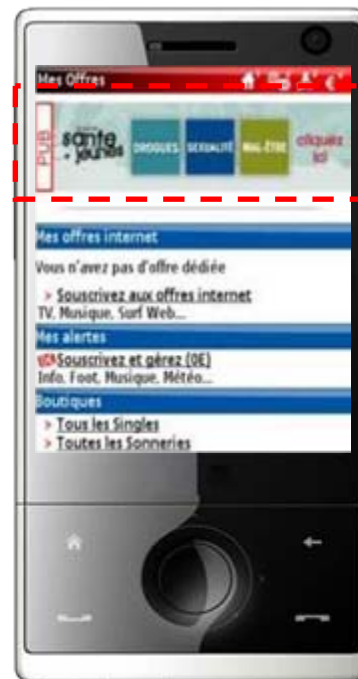 Mes Offres
PUB
santé
jeunes
DROGUES
SEXUALITÉ
MAL-ÊTRE
cliquez
ici
Mes offres internet
Vous n'avez pas d'offre dédiée
> Souscrivez aux offres internet
TV, Musique, Surf Web...
Mes alertes
Souscrivez et gérez (0E)
Info, Foot, Musique, Météo...
Boutiques
> Tous les Singles
> Toutes les Sonneries